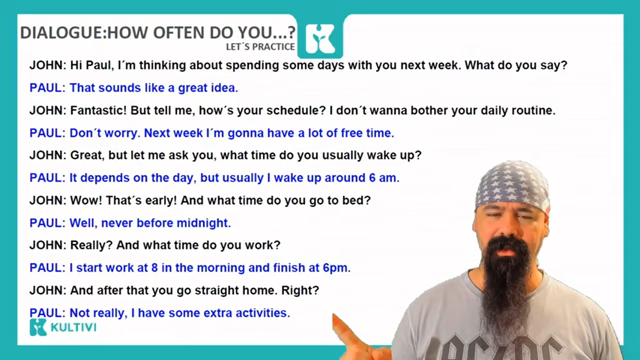 DIALOGUE:HOW OFTEN DO YOU...?
LET´S PRACTICE
JOHN: Hi Paul, I´m thinking about spending some days with you next week. What do you say?
PAUL: That sounds like a great idea.
JOHN: Fantastic! But tell me, how´s your schedule? I don´t wanna bother your daily routine.
PAUL: Don´t worry. Next week I´m gonna have a lot of free time.
JOHN: Great, but let me ask you, what time do you usually wake up?
PAUL: It depends on the day, but usually I wake up around 6 am.
JOHN: Wow! That´s early! And what time do you go to bed?
PAUL: Well, never before midnight.
JOHN: Really? And what time do you work?
PAUL: I start work at 8 in the morning and finish at 6pm.
JOHN: And after that you go straight home. Right?
PAUL: Not really, I have some extra activities.
KULTIVI